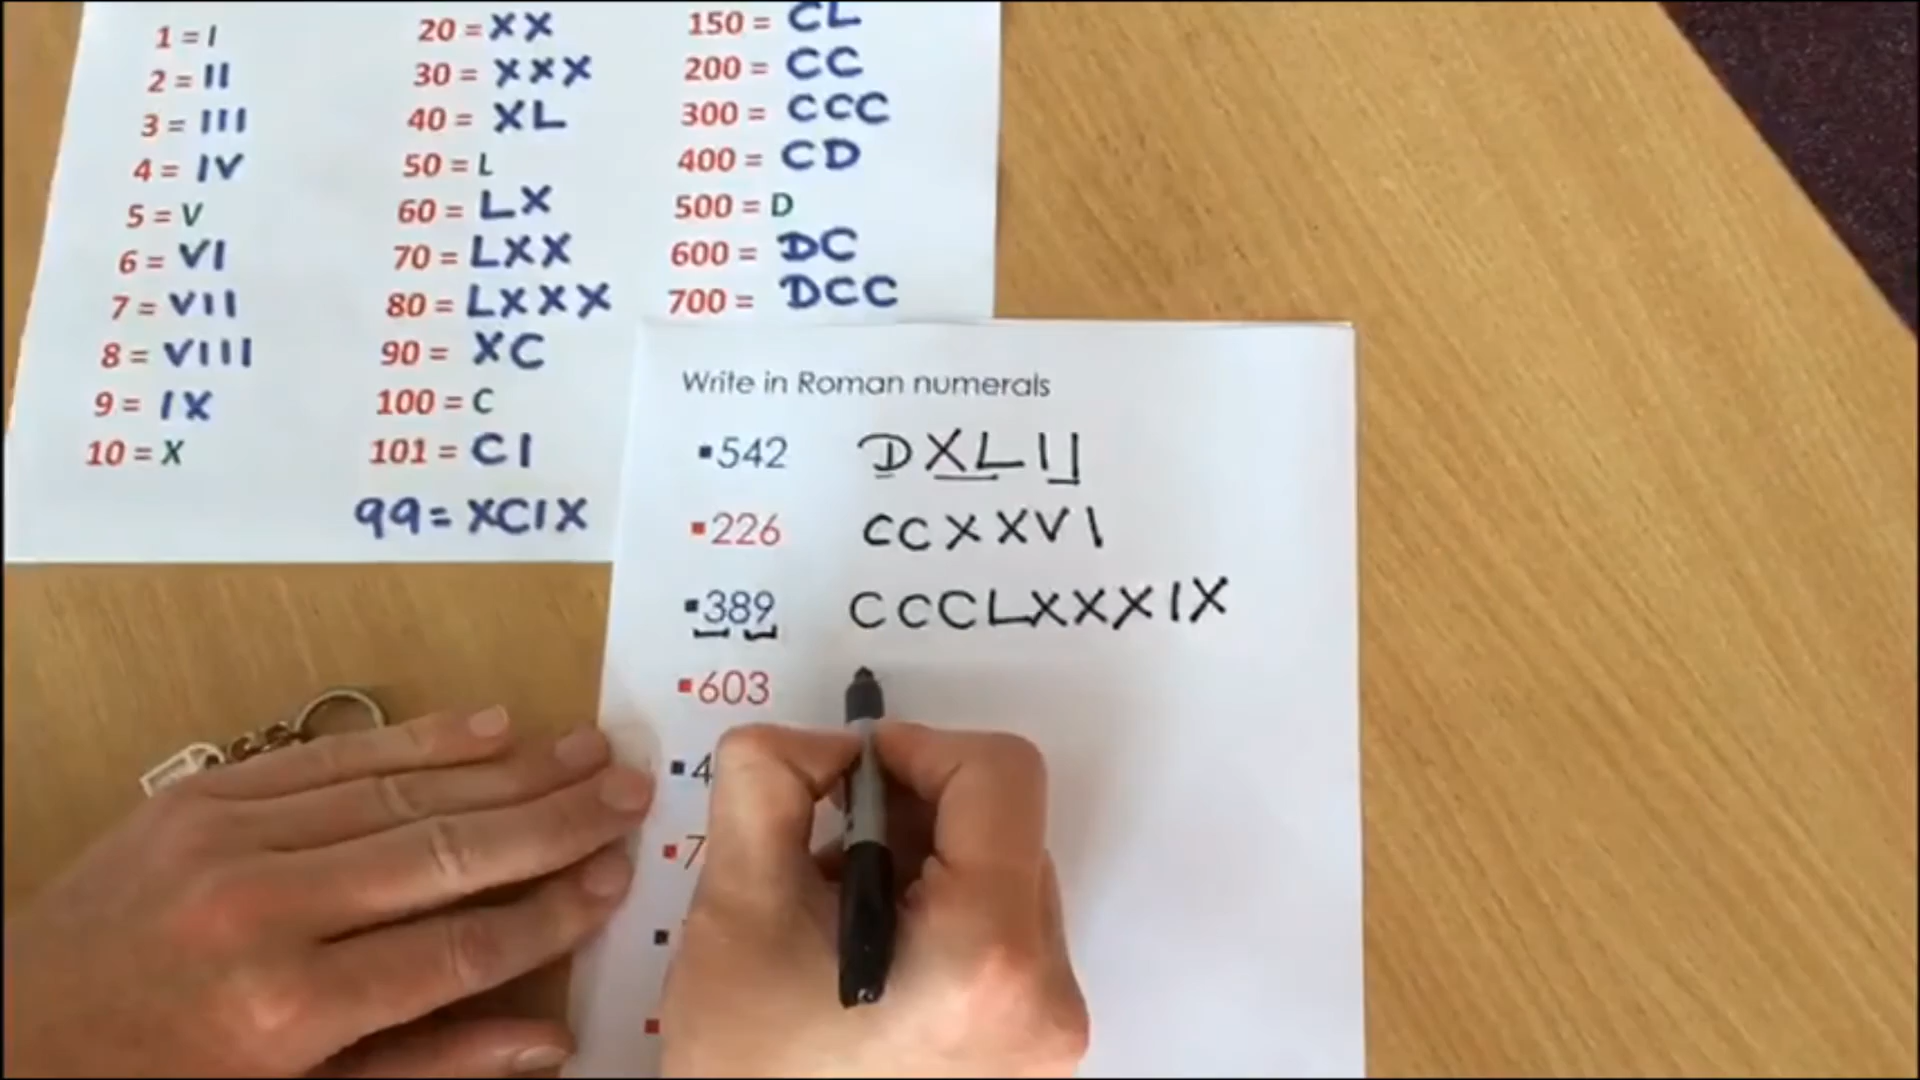 1 = I
2 = II
3 = III
4 = IV
5 = V
6 = VI
7 = VII
8 = VIII
9 = IX
10 = X
20 = XX
30 = XXX
40 = XL
50 = L
60 = LX
70 = LXX
80 = LXXX
90 = XC
100 = C
101 = CI
99 = XCIX
150 = CL
200 = CC
300 = CCC
400 = CD
500 = D
600 = DC
700 = DCC
Write in Roman numerals
▪542 DXLII
▪226 CCXXVI
▪389 CCCLXXXIX
▪603